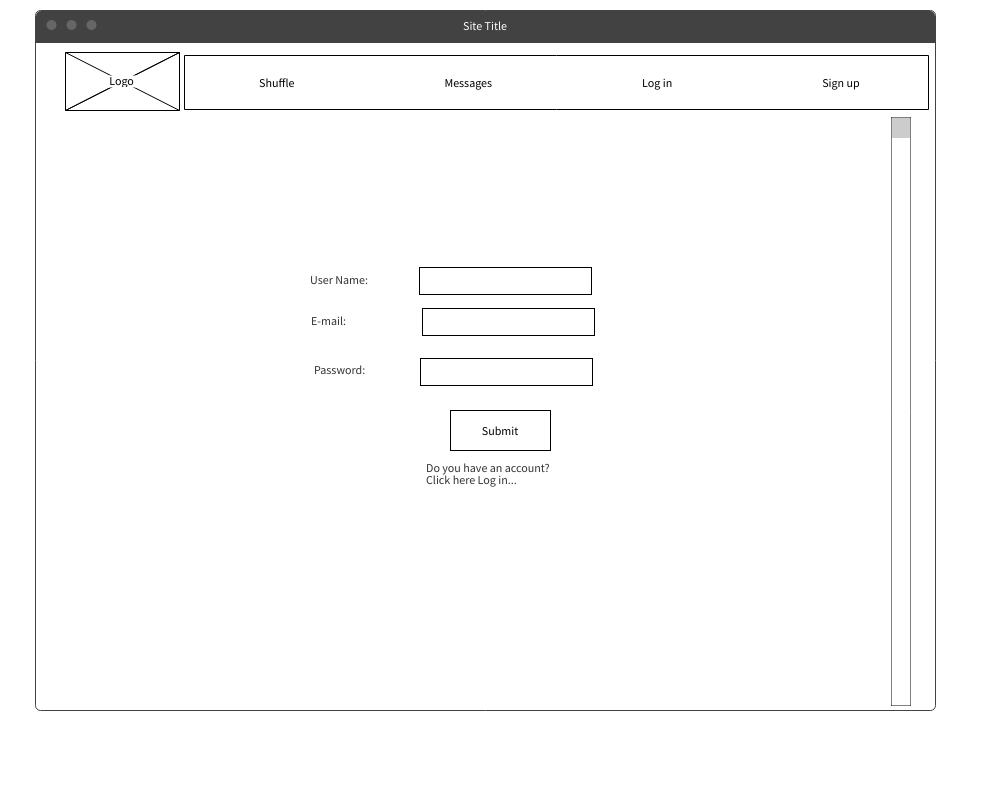 Site Title
Logo
Shuffle
Messages
Log in
Sign up
User Name:
E-mail:
Password:
Submit
Do you have an account?
Click here Log in...